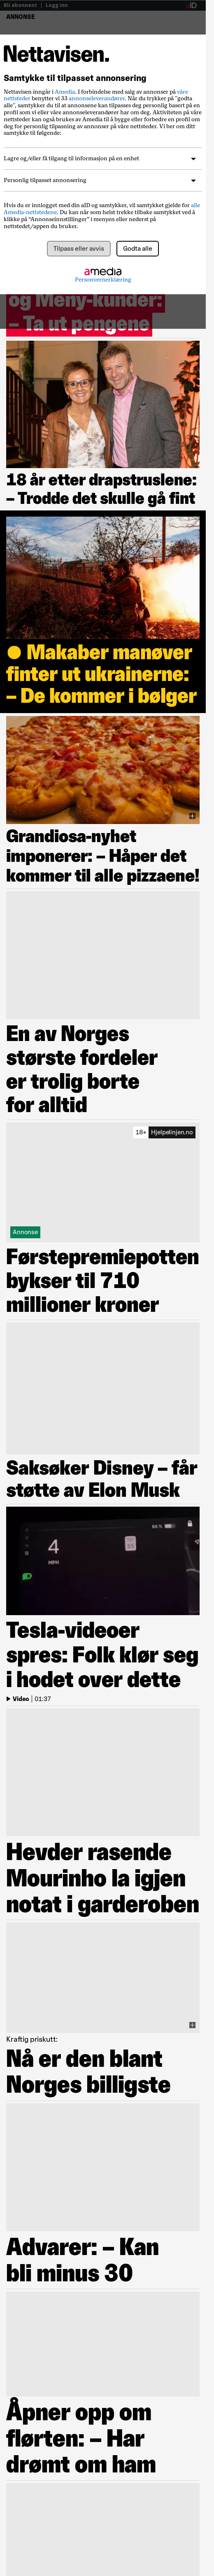 Bli abonnent | Logg inn
aID
ANNONSE
Nettavisen.
Samtykke til tilpasset annonsering
Nettavisen inngår i Amedia. I forbindelse med salg av annonser på våre
nettsteder benytter vi 33 annonseleverandører. Når du trykker på "godta
alle", samtykker du til at du til at annonser tilpasses deg personlig basert på en
profil som vi og våre annonseleverandører har om deg. Aktiviteten din på våre
nettsteder kan brukes av Amedia til å bygge eller forbedre en profil om deg
og for personlig tilpasning av annonser på våre nettsteder. Vi ber om ditt
samtykke til følgende:
Lagre og/eller få tilgang til informasjon på en enhet
Personlig tilpasset annonsering
Hvis du er innlogget med din aID og samtykker, vil samtykket gjelde for alle
Amedia-nettstedene. Du kan når som helst trekke tilbake samtykket ved å
klikke på "Annonseinnstillinger" i menyen eller nederst på
nettstedet/appen du bruker.
Tilpass eller avvis
Godta alle
amedia
Personvernerklæring
og Meny-kunder:
– Ta ut pengene
18 år etter drapstruslene:
– Trodde det skulle gå fint
Makaber manøver
finter ut ukrainerne:
– De kommer i bølger
Grandiosa-nyhet
imponerer: – Håper det
kommer til alle pizzaene!
En av Norges
største fordeler
er trolig borte
for alltid
18+ Hjelpelinjen.no
Annonse
Førstepremiepotten
bykser til 710
millioner kroner
Saksøker Disney – får
støtte av Elon Musk
4
MPH
Tesla-videoer
spres: Folk klør seg
i hodet over dette
Video | 01:37
Hevder rasende
Mourinho la igjen
notat i garderoben
Kraftig priskutt:
Nå er den blant
Norges billigste
Advarer: – Kan
bli minus 30
Åpner opp om
flørten: – Har
drømt om ham